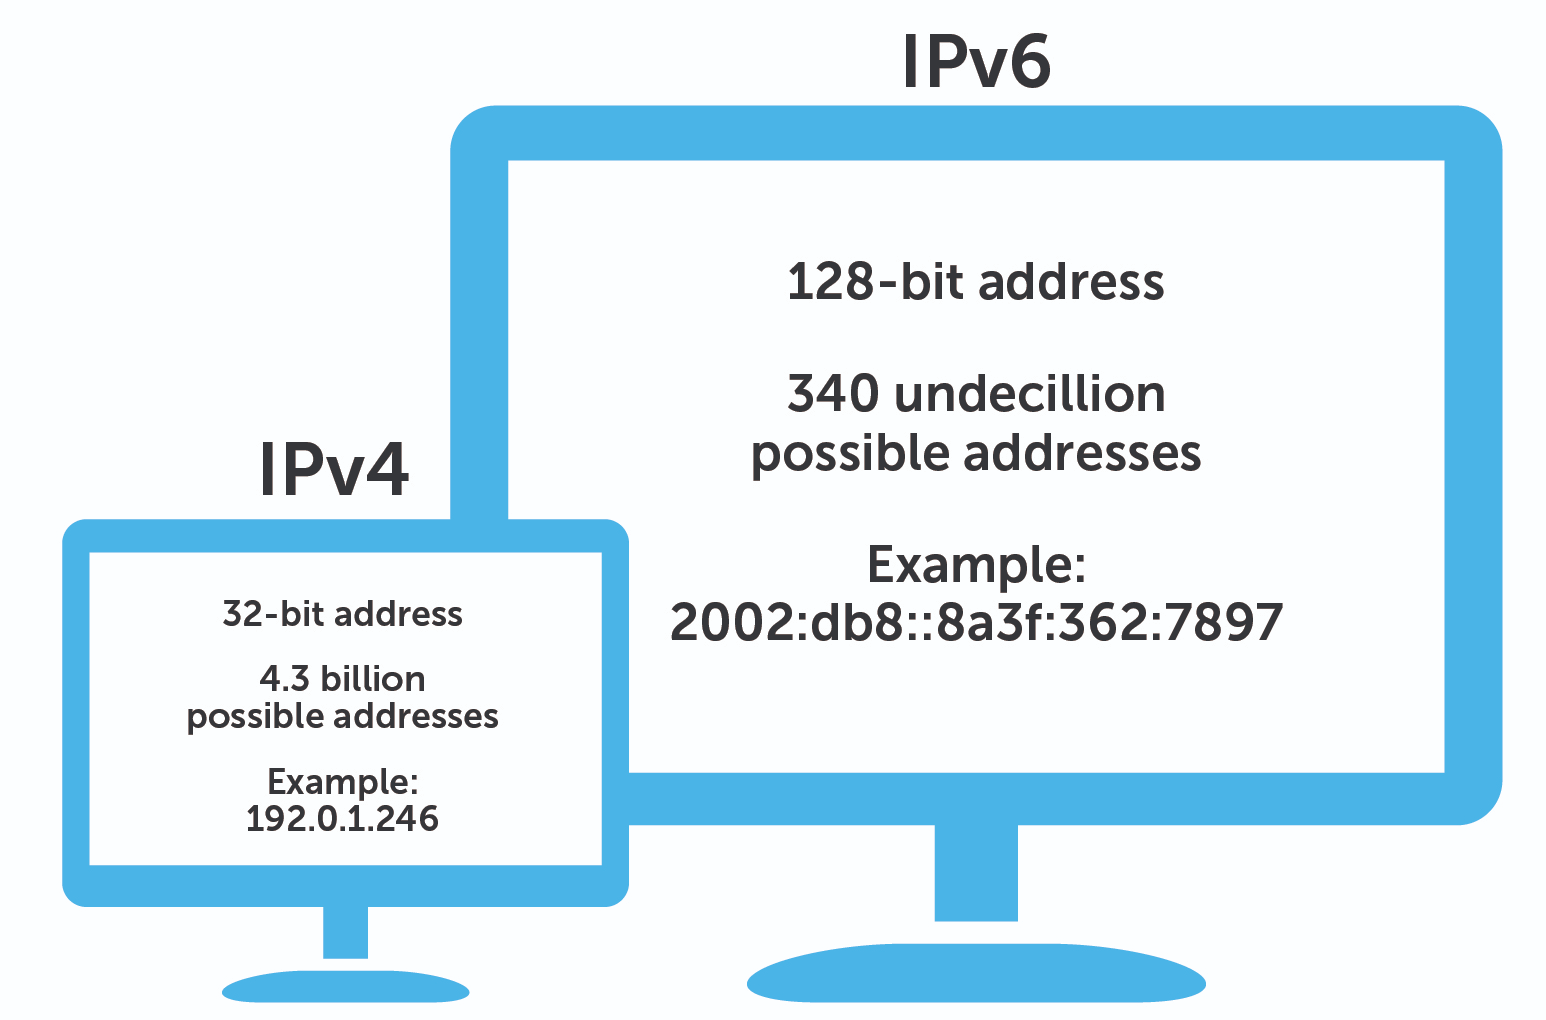 IPv6
128-bit address
340 undecillion
possible addresses
Example:
2002:db8::8a3f:362:7897
IPv4
32-bit address
4.3 billion
possible addresses
Example:
192.0.1.246